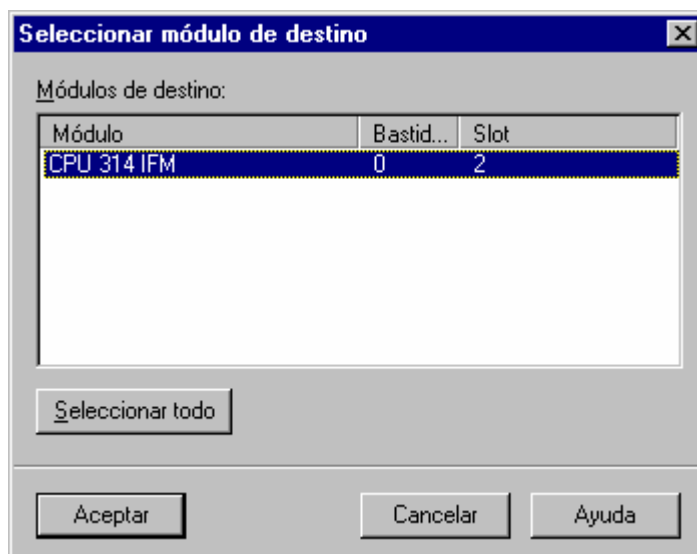 Seleccionar módulo de destino
Módulos de destino:
Módulo Bastid... Slot
CPU 314 IFM 0 2
Seleccionar todo
Aceptar Cancelar Ayuda